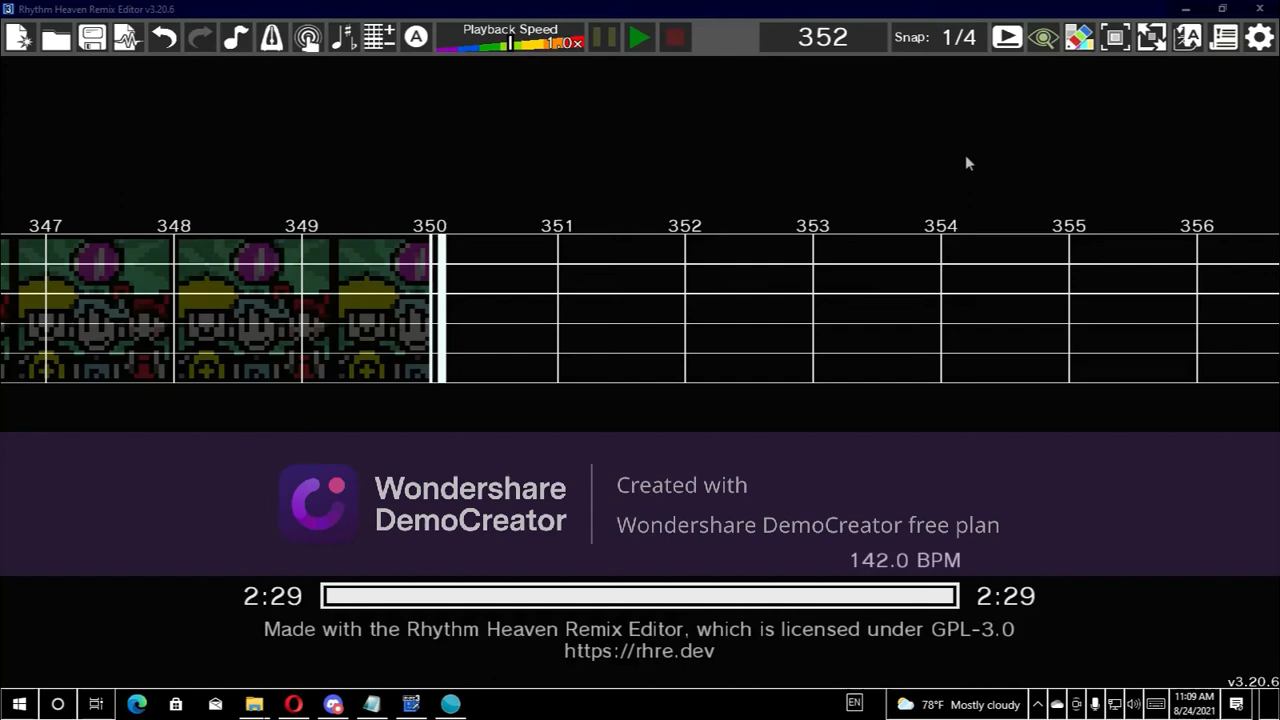 Rhythm Heaven Remix Editor v3.20.6
Playback Speed
1.0x
352
Snap: 1/4
347 348 349 350 351 352 353 354 355 356
Wondershare
DemoCreator
Created with
Wondershare DemoCreator free plan
142.0 BPM
2:29 2:29
Made with the Rhythm Heaven Remix Editor, which is licensed under GPL-3.0
https://rhre.dev
v3.20.6
EN
78°F Mostly cloudy
11:09 AM
8/24/2021